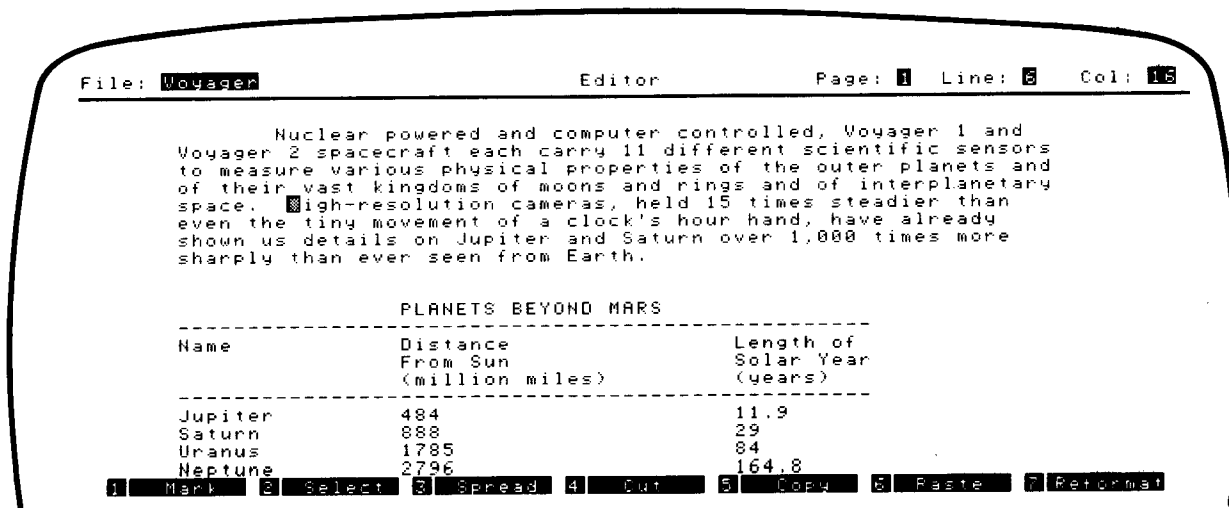 File: Voyager Editor Page: 1 Line: 6 Col: 16
Nuclear powered and computer controlled, Voyager 1 and
Voyager 2 spacecraft each carry 11 different scientific sensors
to measure various physical properties of the outer planets and
of their vast kingdoms of moons and rings and of interplanetary
space. igh-resolution cameras, held 15 times steadier than
even the tiny movement of a clock's hour hand, have already
shown us details on Jupiter and Saturn over 1,000 times more
sharply than ever seen from Earth.
PLANETS BEYOND MARS
Name Distance Length of
From Sun Solar Year
(million miles) (years)
Jupiter 484 11.9
Saturn 888 29
Uranus 1785 84
Neptune 2796 164.8
1 Mark 2 Select 3 Spread 4 Cut 5 Copy 6 Paste 7 Reformat